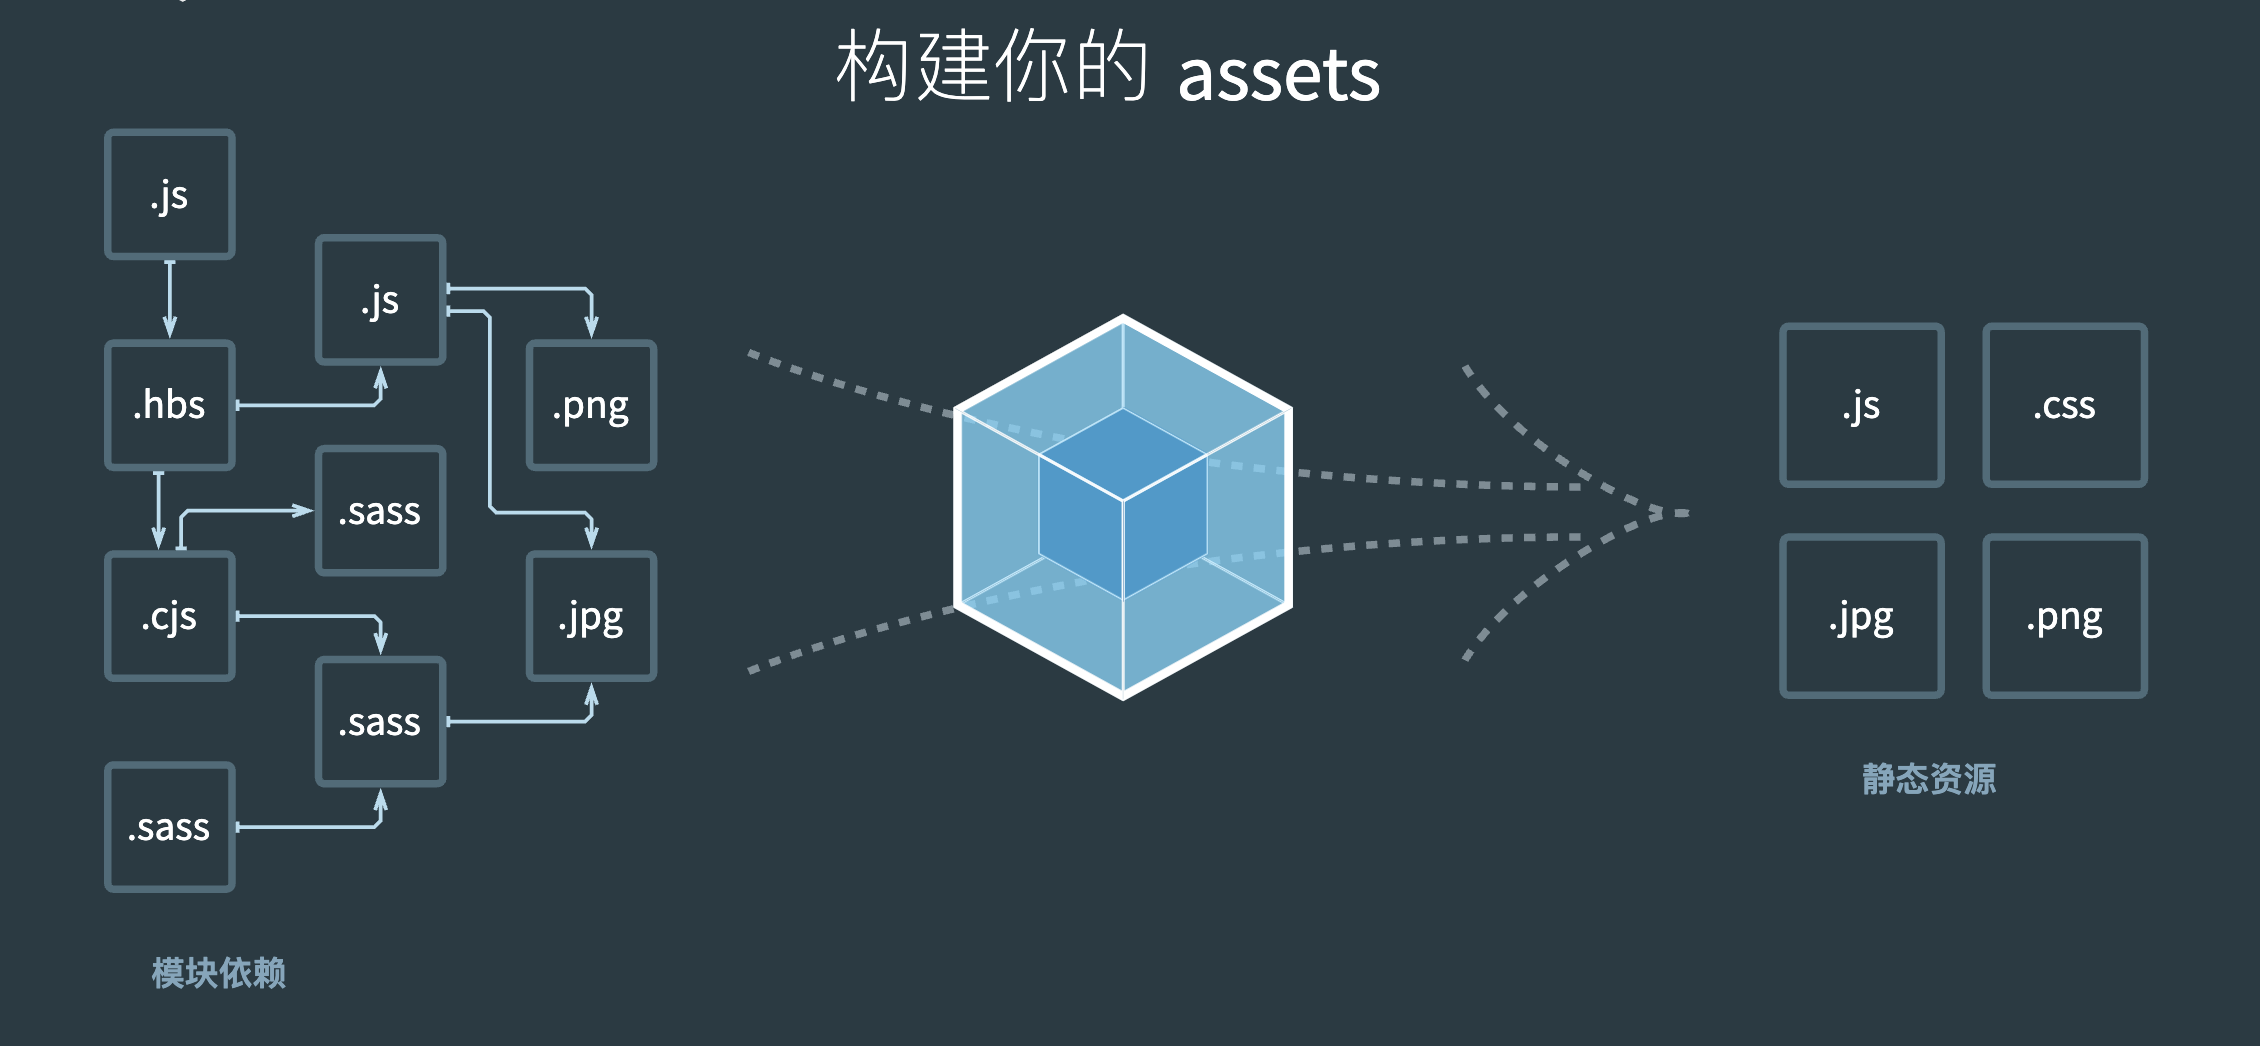 构建你的 assets
.js
.js
.hbs
.png
.sass
.cjs
.jpg
.sass
.sass
模块依赖
.js
.css
.jpg
.png
静态资源